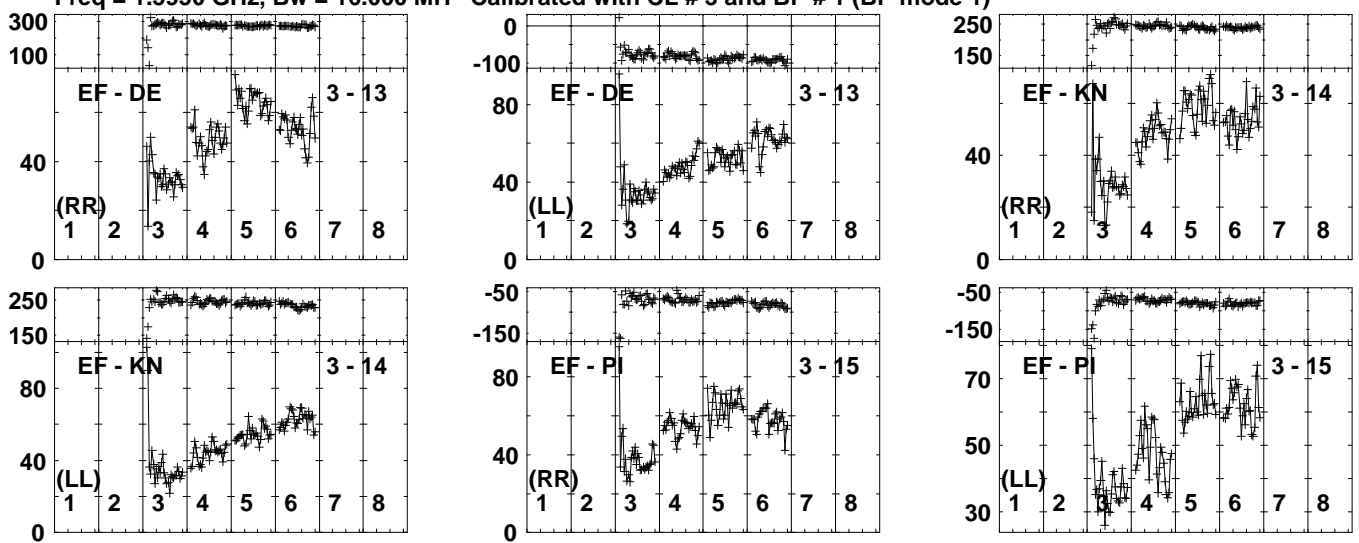 Freq = GHz, Bw = 16.000 MH Calibrated with CL # 3 and BP # 1 (BP mode 1)
300
100
EF - DE 3 - 13
40
(RR)
1 2 3 4 5 6 7 8
0
0
-100
EF - DE 3 - 13
80
40
(LL)
1 2 3 4 5 6 7 8
0
250
150
EF - KN 3 - 14
40
(RR)
1 2 3 4 5 6 7 8
0
250
150
EF - KN 3 - 14
80
40
(LL)
1 2 3 4 5 6 7 8
0
-50
-150
EF - PI 3 - 15
80
40
(RR)
1 2 3 4 5 6 7 8
0
-50
-150
EF - PI 3 - 15
70
50
(LL)
1 2 3 4 5 6 7 8
30